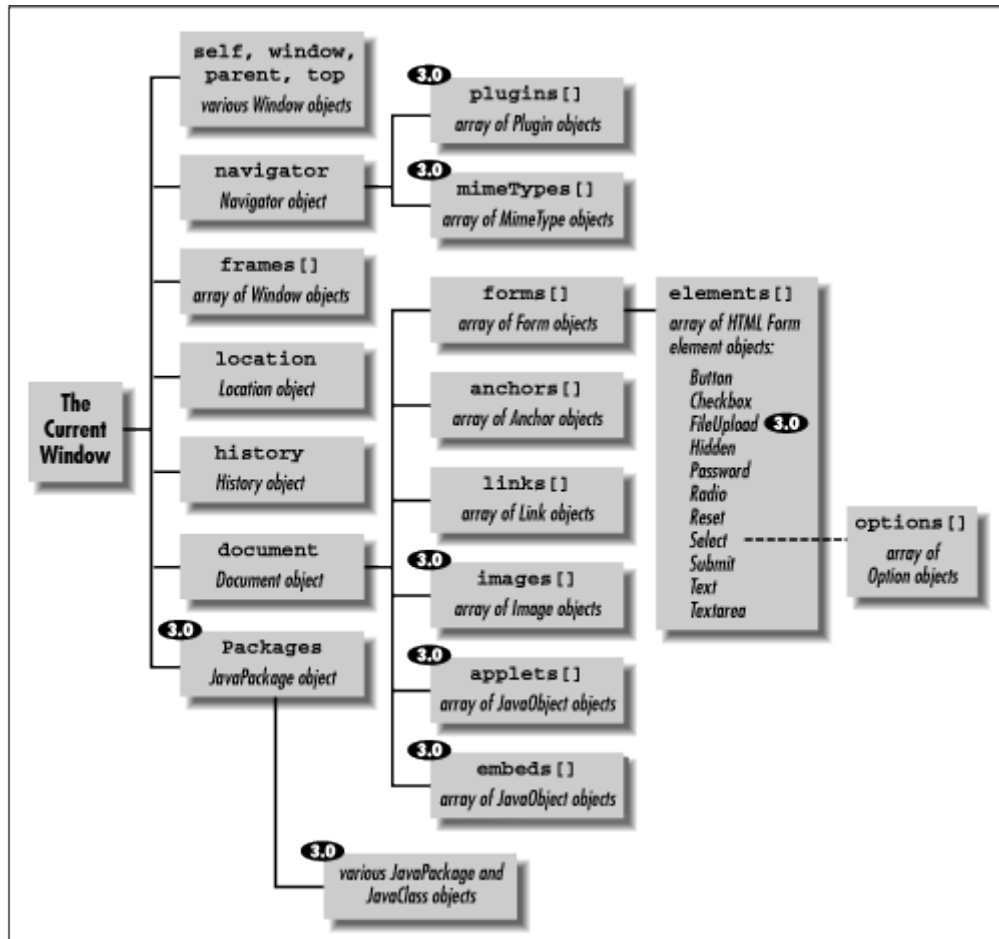 self, window,
parent, top
various Window objects
3.0
plugins[]
array of Plugin objects
navigator
Navigator object
3.0
mimeTypes[]
array of MimeType objects
frames[]
array of Window objects
forms[]
array of Form objects
elements[]
array of HTML Form
element objects:
Button
Checkbox
FileUpload 3.0
Hidden
Password
Radio
Reset
Select
Submit
Text
Textarea
options[]
array of
Option objects
location
Location object
anchors[]
array of Anchor objects
The
Current
Window
history
History object
links[]
array of Link objects
document
Document object
3.0
images[]
array of Image objects
3.0
Packages
JavaPackage object
3.0
applets[]
array of JavaObject objects
3.0
embeds[]
array of JavaObject objects
3.0
various JavaPackage and
JavaClass objects